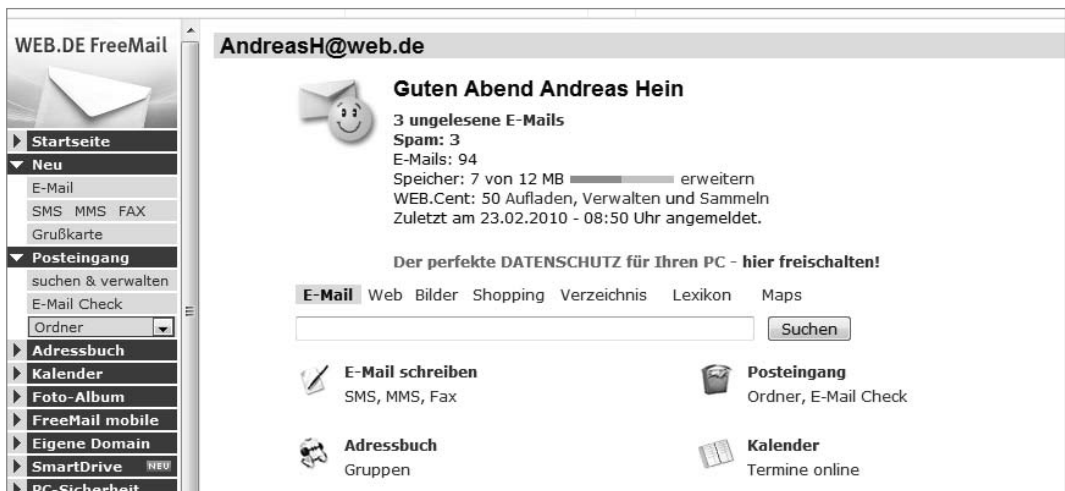 WEB.DE FreeMail
Startseite
Neu
E-Mail
SMS MMS FAX
Grußkarte
Posteingang
suchen & verwalten
E-Mail Check
Ordner
Adressbuch
Kalender
Foto-Album
FreeMail mobile
Eigene Domain
SmartDrive NEU
PC-Sicherheit
AndreasH@web.de
Guten Abend Andreas Hein
3 ungelesene E-Mails
Spam: 3
E-Mails: 94
Speicher: 7 von 12 MB erweitern
WEB.Cent: 50 Aufladen, Verwalten und Sammeln
Zuletzt am 23.02.2010 - 08:50 Uhr angemeldet.
Der perfekte DATENSCHUTZ für Ihren PC - hier freischalten!
E-Mail Web Bilder Shopping Verzeichnis Lexikon Maps
Suchen
E-Mail schreiben
SMS, MMS, Fax
Posteingang
Ordner, E-Mail Check
Adressbuch
Gruppen
Kalender
Termine online